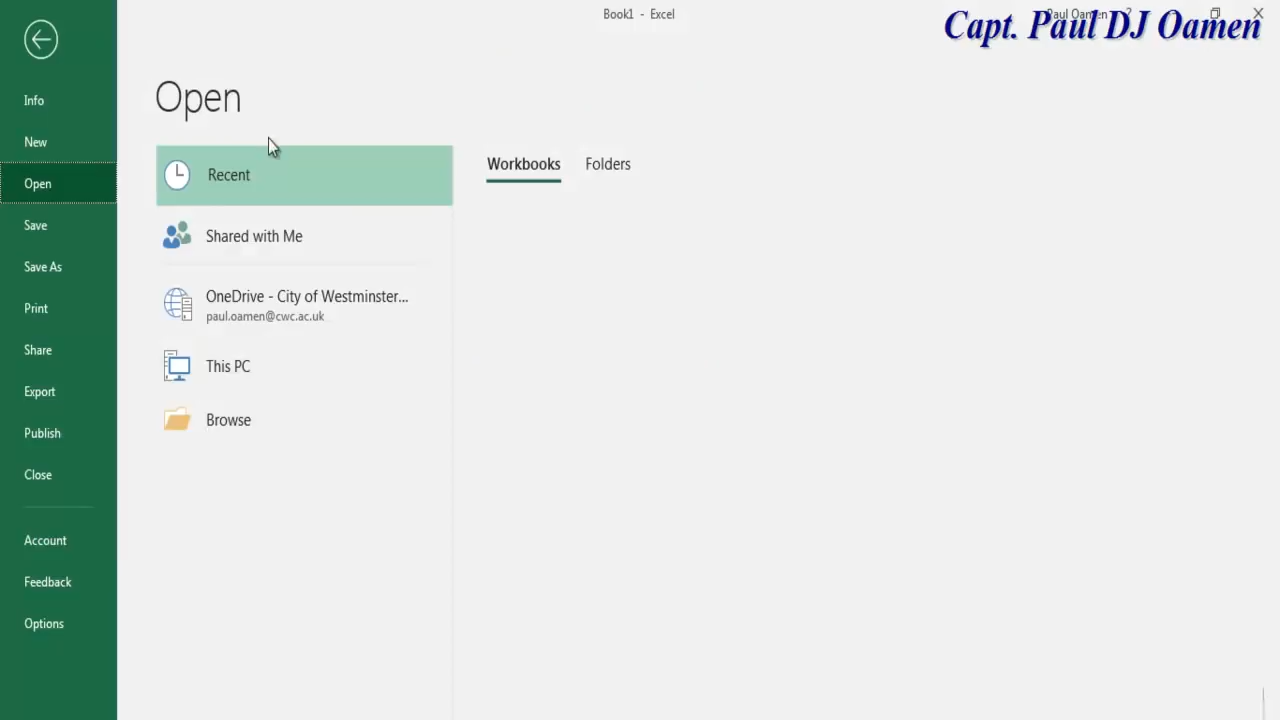 Book1 - Excel
Paul Oamen ?
Capt. Paul DJ Oamen
Info
New
Open
Save
Save As
Print
Share
Export
Publish
Close
Account
Feedback
Options
Open
Recent
Shared with Me
OneDrive - City of Westminster...
paul.oamen@cwc.ac.uk
This PC
Browse
Workbooks
Folders